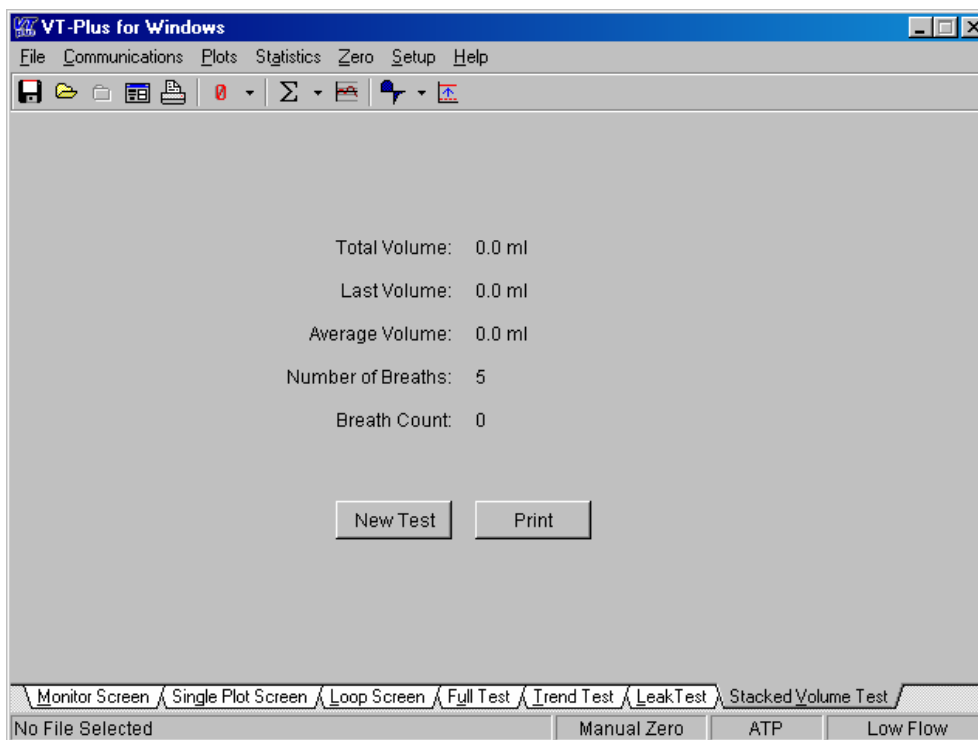 VT-Plus for Windows
File Communications Plots Statistics Zero Setup Help
0 Σ
Total Volume: 0.0 ml
Last Volume: 0.0 ml
Average Volume: 0.0 ml
Number of Breaths: 5
Breath Count: 0
New Test Print
Monitor Screen Single Plot Screen Loop Screen Full Test Trend Test LeakTest Stacked Volume Test
No File Selected Manual Zero ATP Low Flow